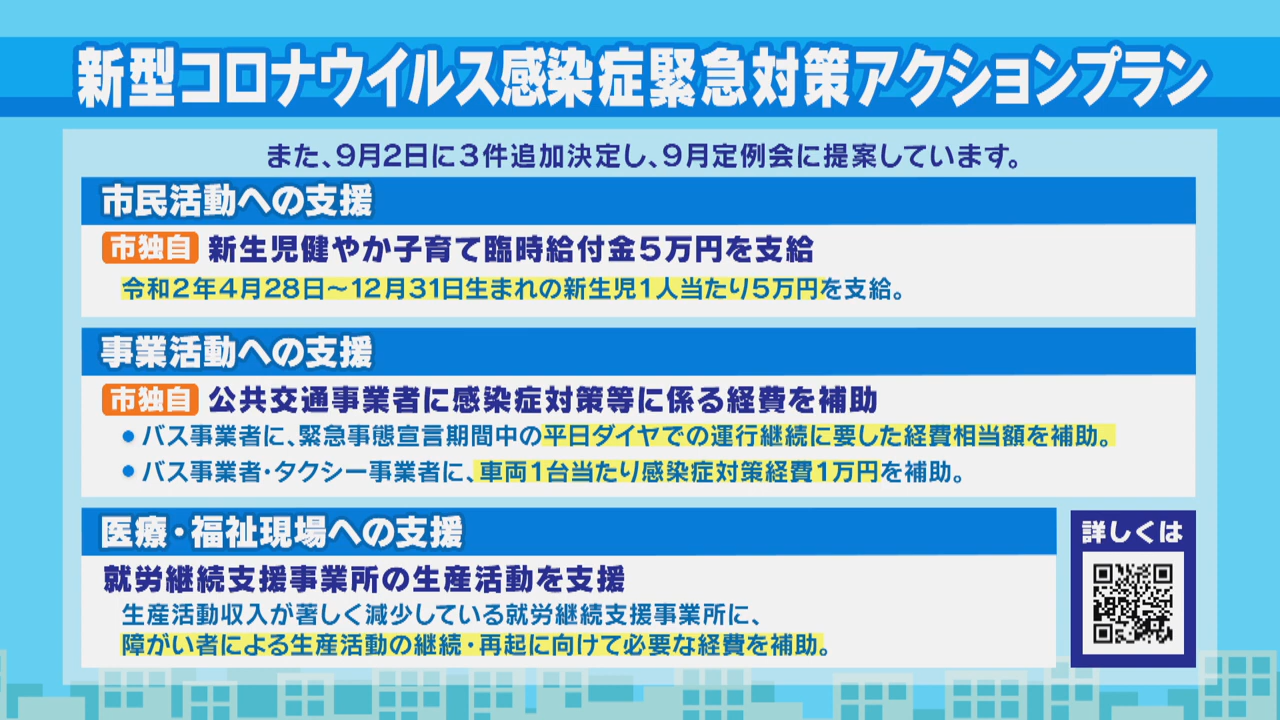 新型コロナウイルス感染症緊急対策アクションプラン
また、9月2日に3件追加決定し、9月定例会に提案しています。
市民活動への支援
市独自 新生児健やか子育て臨時給付金5万円を支給
令和2年4月28日～12月31日生まれの新生児1人当たり5万円を支給。
事業活動への支援
市独自 公共交通事業者に感染症対策等に係る経費を補助
● バス事業者に、緊急事態宣言期間中の平日ダイヤでの運行継続に要した経費相当額を補助。
● バス事業者・タクシー事業者に、車両1台当たり感染症対策経費1万円を補助。
医療・福祉現場への支援
就労継続支援事業所の生産活動を支援
生産活動収入が著しく減少している就労継続支援事業所に、
障がい者による生産活動の継続・再起に向けて必要な経費を補助。
詳しくは